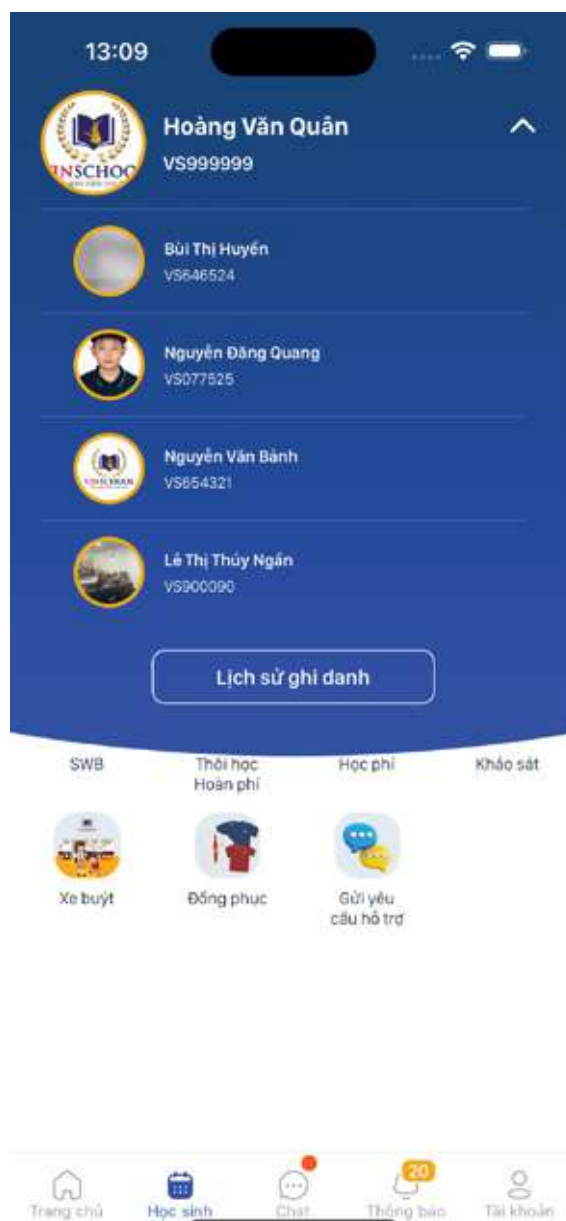 13:09
Hoàng Văn Quân
VS999999
Bùi Thị Huyền
VS646524
Nguyễn Đăng Quang
VS077525
Nguyễn Văn Bành
VS654321
Lê Thị Thúy Ngân
VS900090
Lịch sử ghi danh
SWB
Thôi học
Hoàn phí
Học phí
Khảo sát
Xe buýt
Đồng phục
Gửi yêu
cầu hỗ trợ
20
Trang chủ
Học sinh
Chat
Thông báo
Tài khoản